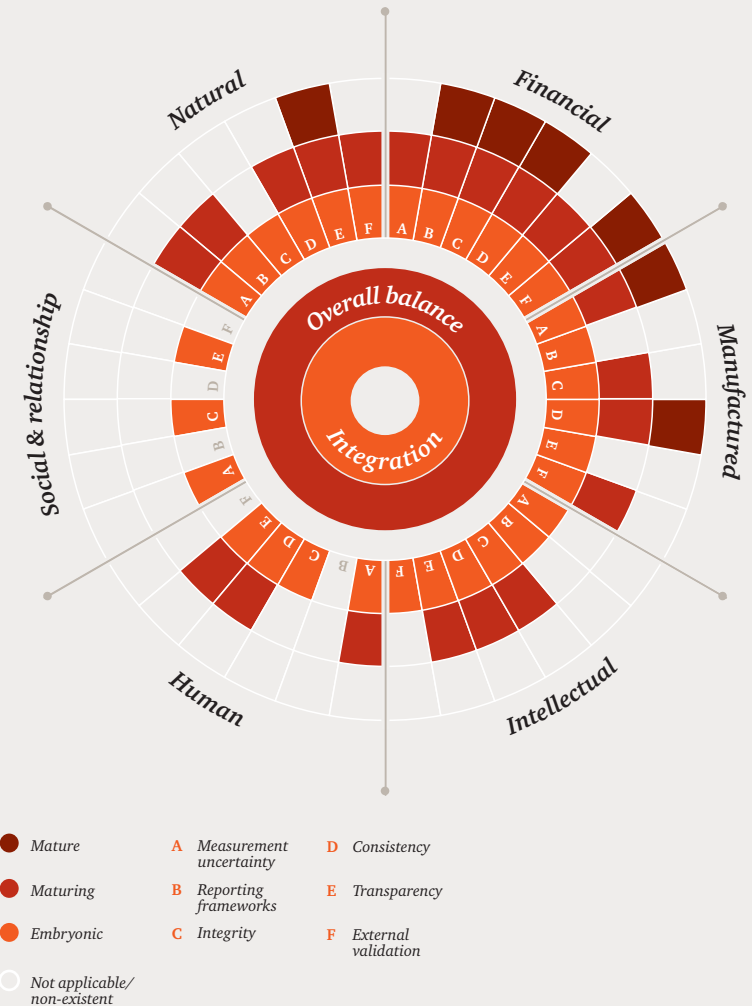 Natural
Financial
Manufactured
Intellectual
Human
Social & relationship
A
B
C
D
E
F
A
B
C
D
E
F
A
B
C
D
E
F
A
B
C
D
E
F
A
B
C
D
E
F
A
B
C
D
E
F
Overall balance
Integration
Mature
Maturing
Embryonic
Not applicable/
non-existent
A Measurement
uncertainty
B Reporting
frameworks
C Integrity
D Consistency
E Transparency
F External
validation